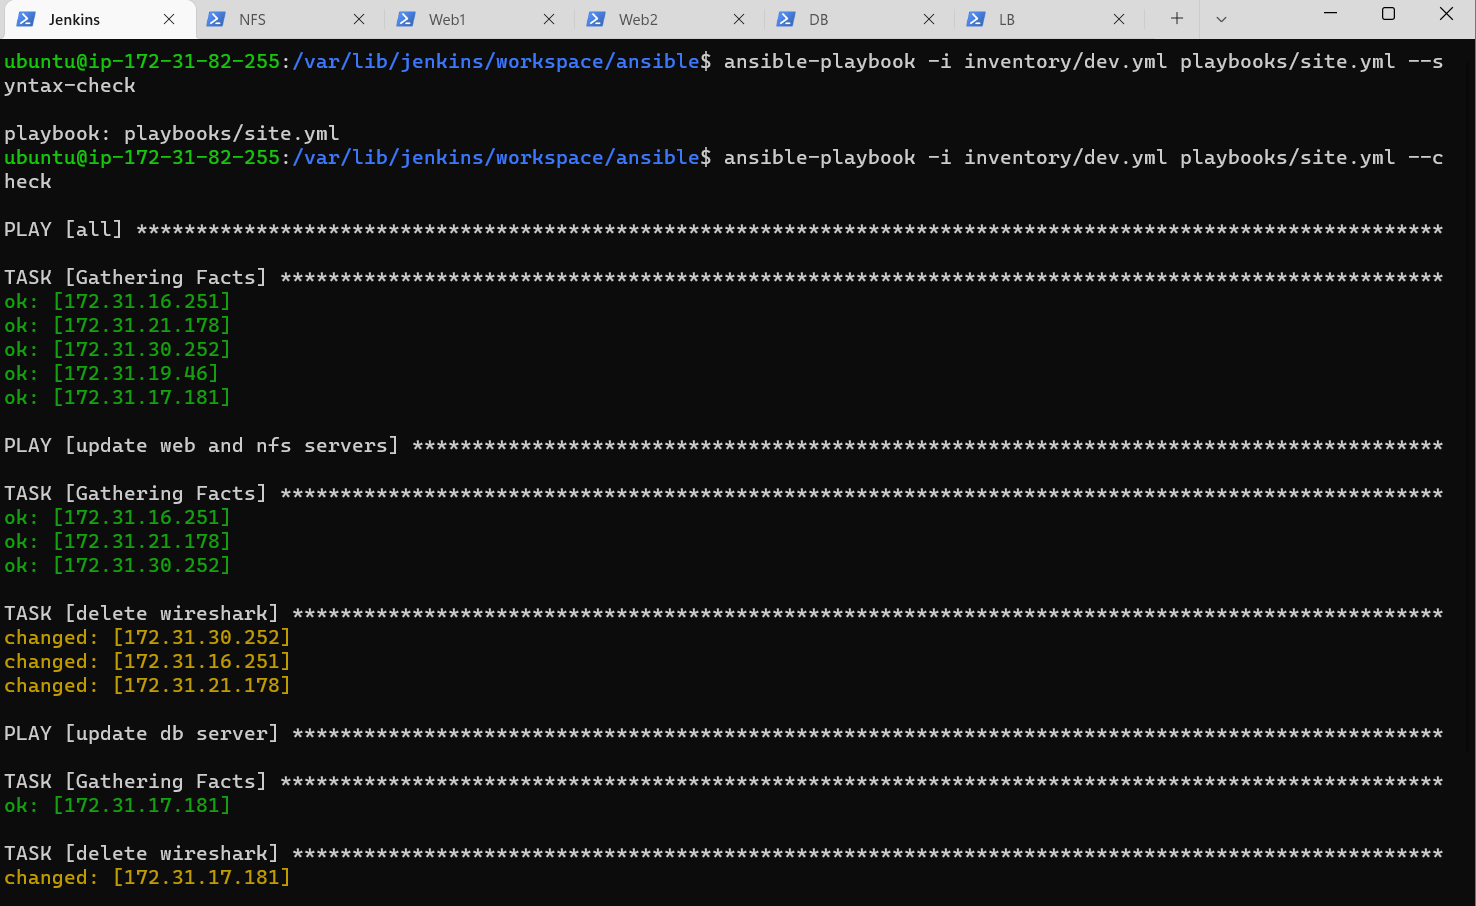 Jenkins NFS Web1 Web2 DB LB
ubuntu@ip-172-31-82-255:/var/lib/jenkins/workspace/ansible$ ansible-playbook -i inventory/dev.yml playbooks/site.yml --s
yntax-check
playbook: playbooks/site.yml
ubuntu@ip-172-31-82-255:/var/lib/jenkins/workspace/ansible$ ansible-playbook -i inventory/dev.yml playbooks/site.yml --c
heck
PLAY [all] *************************************************************************************************************
TASK [Gathering Facts] *************************************************************************************************
ok: [172.31.16.251]
ok: [172.31.21.178]
ok: [172.31.30.252]
ok: [172.31.19.46]
ok: [172.31.17.181]
PLAY [update web and nfs servers] **************************************************************************************
TASK [Gathering Facts] *************************************************************************************************
ok: [172.31.16.251]
ok: [172.31.21.178]
ok: [172.31.30.252]
TASK [delete wireshark] ************************************************************************************************
changed: [172.31.30.252]
changed: [172.31.16.251]
changed: [172.31.21.178]
PLAY [update db server] ************************************************************************************************
TASK [Gathering Facts] *************************************************************************************************
ok: [172.31.17.181]
TASK [delete wireshark] ************************************************************************************************
changed: [172.31.17.181]